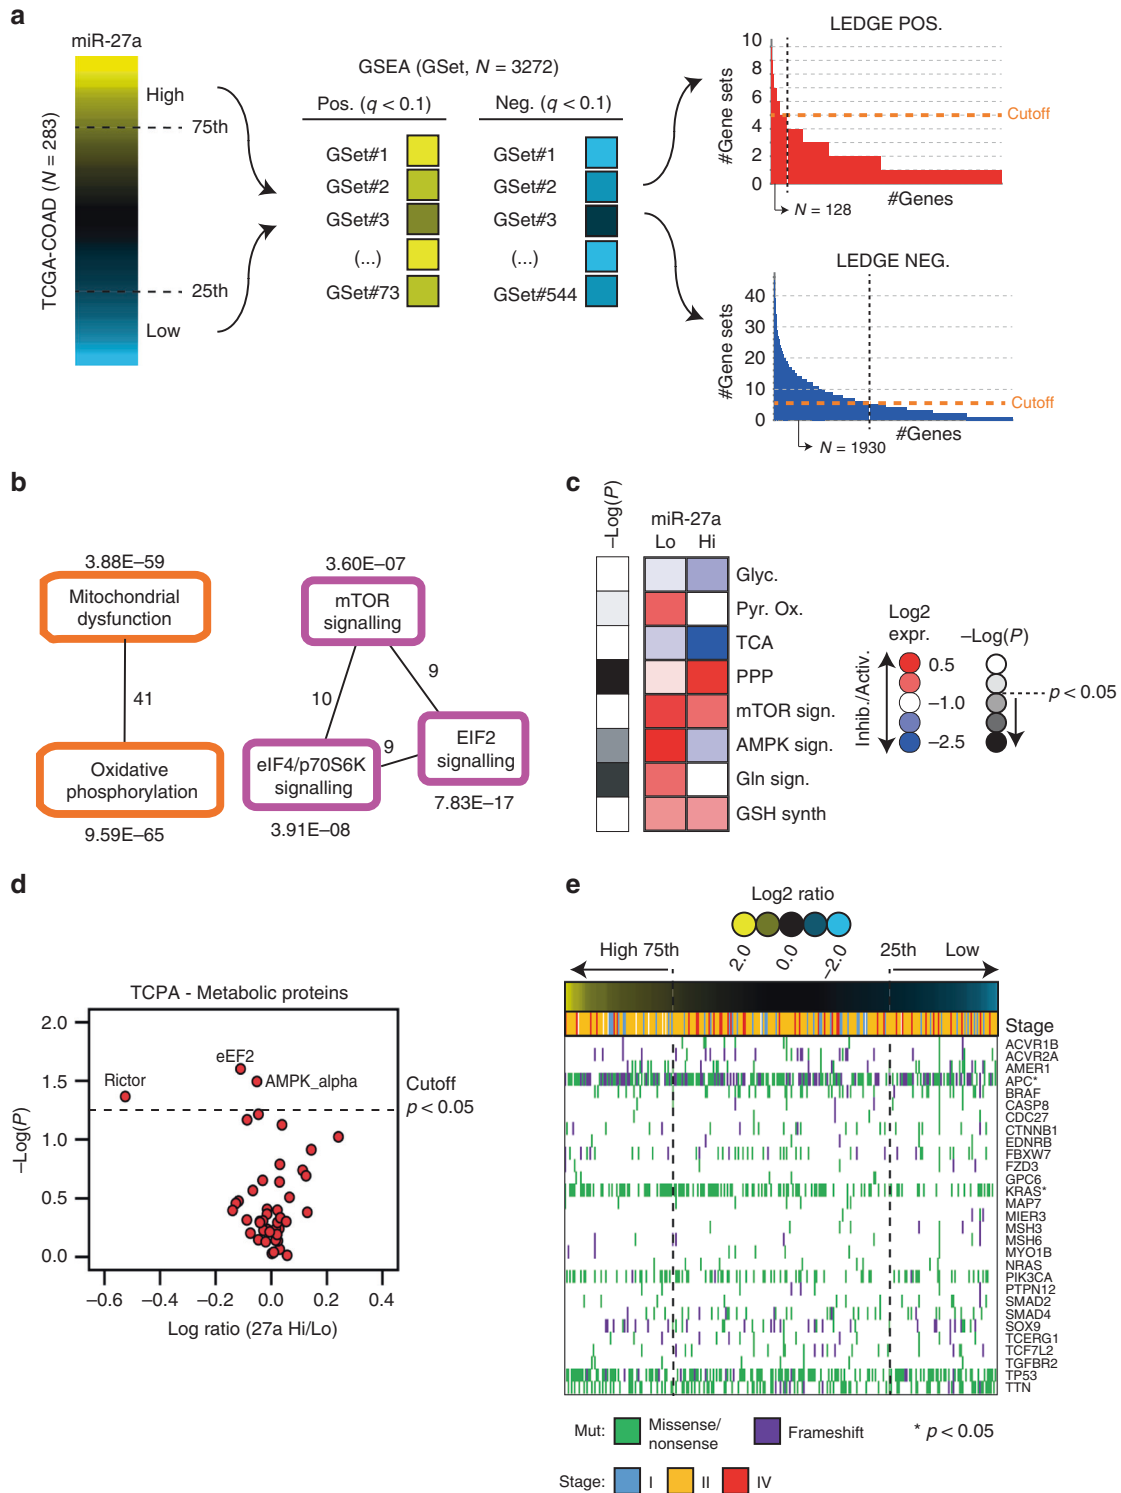 a
miR-27a
TCGA-COAD (N = 283)
High
75th
25th
Low
GSEA (GSet, N = 3272)
Pos. (q < 0.1)
Neg. (q < 0.1)
GSet#1
GSet#1
GSet#2
GSet#2
GSet#3
GSet#3
(...)
(...)
GSet#73
GSet#544
LEDGE POS.
10
8
6
4
2
0
#Gene sets
Cutoff
N = 128
#Genes
LEDGE NEG.
40
30
20
10
0
#Gene sets
Cutoff
N = 1930
#Genes
b
3.88E–59
Mitochondrial
dysfunction
41
Oxidative
phosphorylation
9.59E–65
3.60E–07
mTOR
signalling
10
9
9
eIF4/p70S6K
signalling
3.91E–08
EIF2
signalling
7.83E–17
c
–Log(P)
miR-27a
Lo
Hi
Glyc.
Pyr. Ox.
TCA
PPP
mTOR sign.
AMPK sign.
Gln sign.
GSH synth
Log2
expr.
–Log(P)
Inhib./Activ.
0.5
–1.0
–2.5
p < 0.05
d
TCPA - Metabolic proteins
2.0
1.5
1.0
0.5
0.0
–Log(P)
eEF2
Rictor
AMPK_alpha
Cutoff
p < 0.05
–0.6
–0.4
–0.2
0.0
0.2
0.4
Log ratio (27a Hi/Lo)
e
Log2 ratio
2.0
0.0
–2.0
High 75th
25th
Low
Stage
ACVR1B
ACVR2A
AMER1
APC*
BRAF
CASP8
CDC27
CTNNB1
EDNRB
FBXW7
FZD3
GPC6
KRAS*
MAP7
MIER3
MSH3
MSH6
MYO1B
NRAS
PIK3CA
PTPN12
SMAD2
SMAD4
SOX9
TCERG1
TCF7L2
TGFBR2
TP53
TTN
Mut:
Missense/
nonsense
Frameshift
* p < 0.05
Stage:
I
II
IV